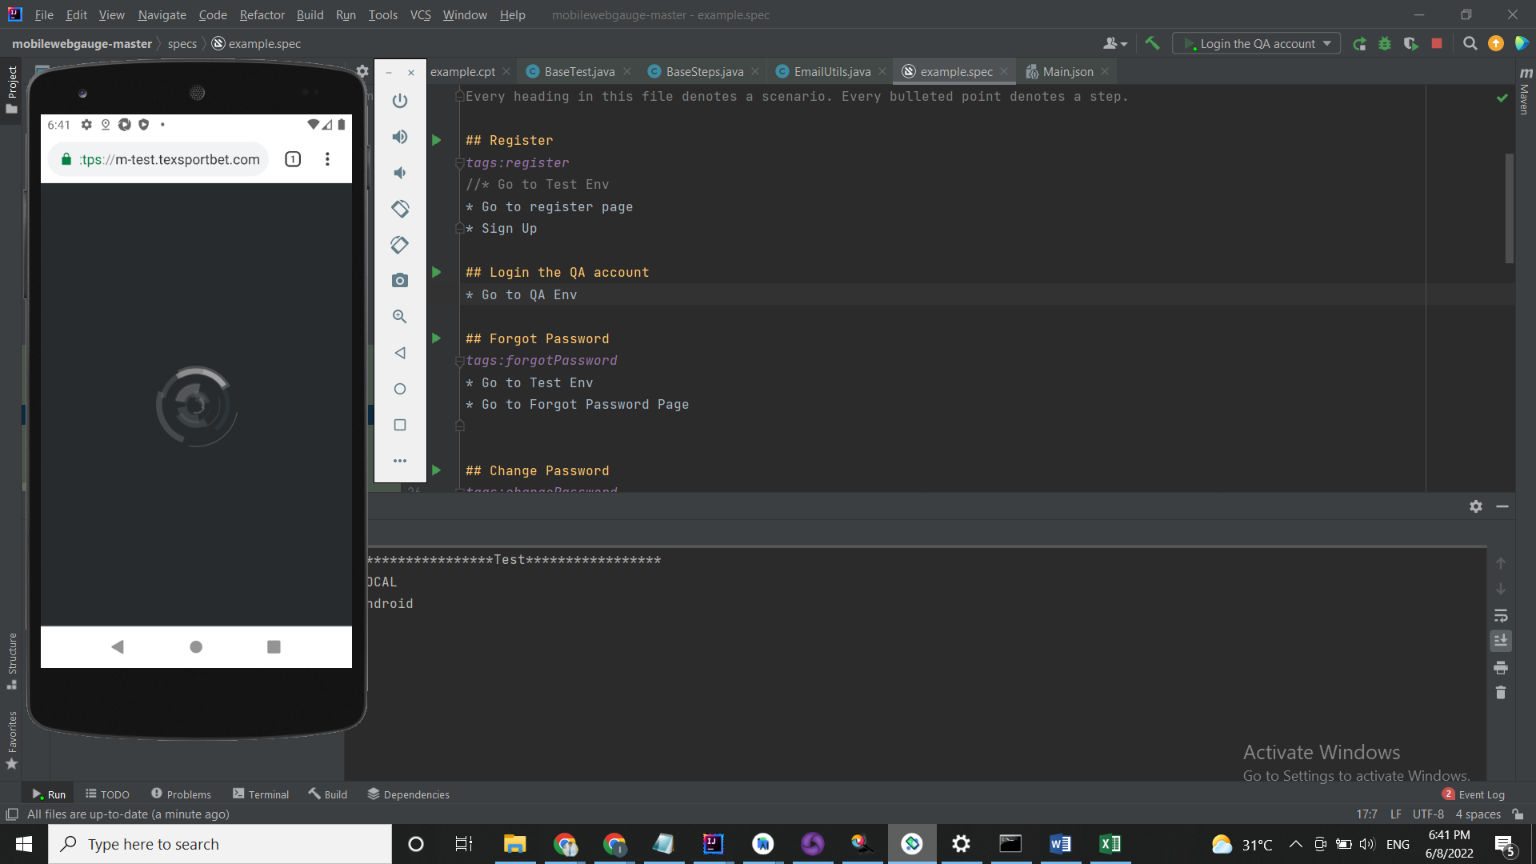 File Edit View Navigate Code Refactor Build Run Tools VCS Window Help mobilewebgauge-master - example.spec
mobilewebgauge-master specs example.spec Login the QA account
Project
example.cpt BaseTest.java BaseSteps.java EmailUtils.java example.spec Main.json
Maven
6:41
:tps://m-test.texsportbet.com 1
Every heading in this file denotes a scenario. Every bulleted point denotes a step.
## Register
tags:register
//* Go to Test Env
* Go to register page
* Sign Up
## Login the QA account
* Go to QA Env
## Forgot Password
tags:forgotPassword
* Go to Test Env
* Go to Forgot Password Page
## Change Password
tags:changePassword
****************Test*****************
OCAL
ndroid
Structure
Favorites
Activate Windows
Go to Settings to activate Windows.
Run TODO Problems Terminal Build Dependencies 2 Event Log
All files are up-to-date (a minute ago) 17:7 LF UTF-8 4 spaces
Type here to search 31°C ENG 6:41 PM
6/8/2022 5